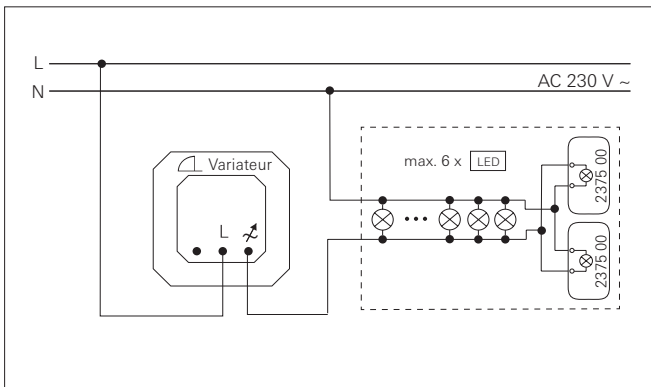 L
N
AC 230 V ~
Variateur
max. 6 x LED
L
2375 00
2375 00